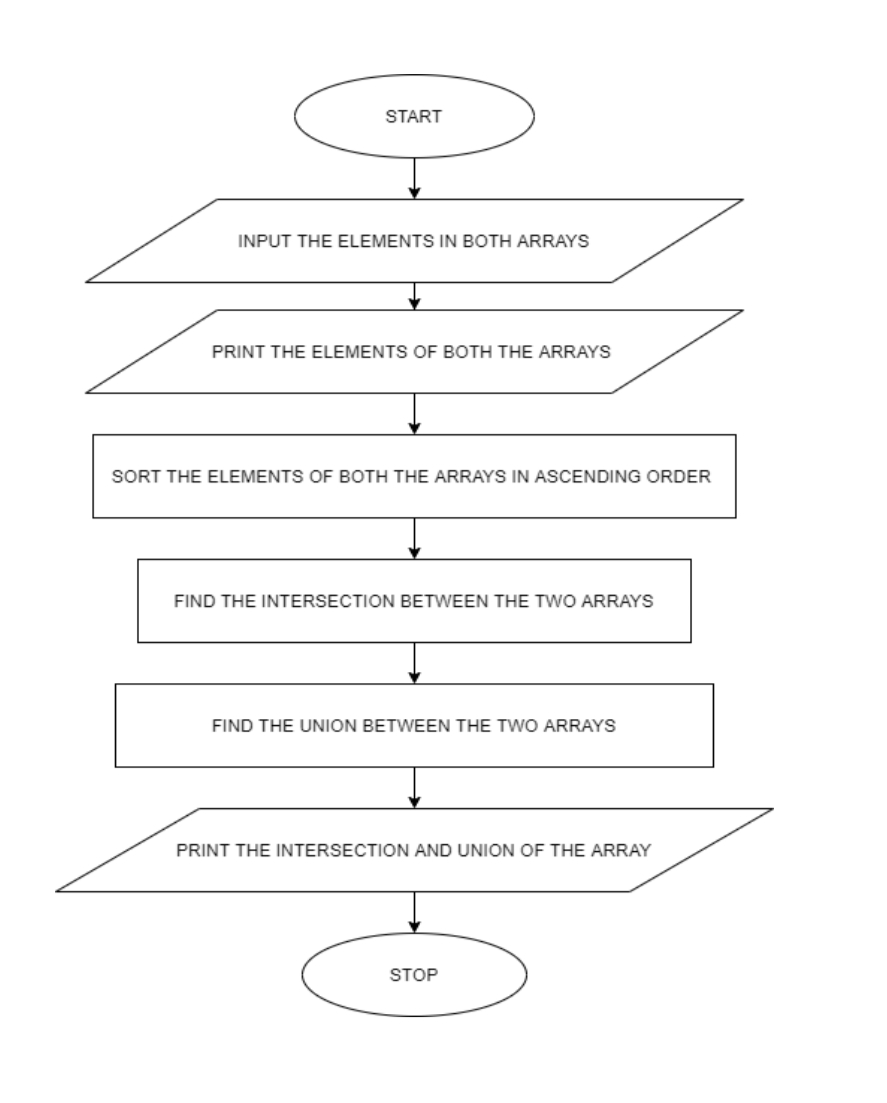 START
INPUT THE ELEMENTS IN BOTH ARRAYS
PRINT THE ELEMENTS OF BOTH THE ARRAYS
SORT THE ELEMENTS OF BOTH THE ARRAYS IN ASCENDING ORDER
FIND THE INTERSECTION BETWEEN THE TWO ARRAYS
FIND THE UNION BETWEEN THE TWO ARRAYS
PRINT THE INTERSECTION AND UNION OF THE ARRAY
STOP